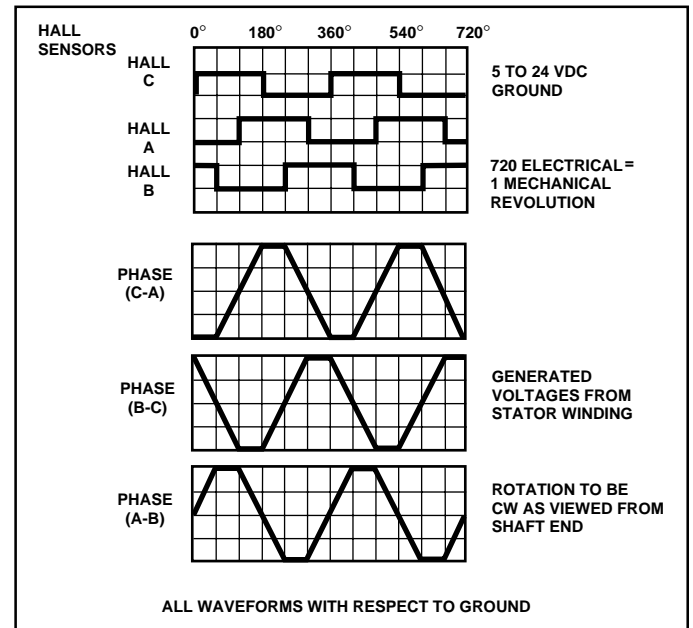 HALL
SENSORS
0° 180° 360° 540° 720°
HALL
C
5 TO 24 VDC
GROUND
HALL
A
HALL
B
720 ELECTRICAL=
1 MECHANICAL
REVOLUTION
PHASE
(C-A)
PHASE
(B-C)
GENERATED
VOLTAGES FROM
STATOR WINDING
PHASE
(A-B)
ROTATION TO BE
CW AS VIEWED FROM
SHAFT END
ALL WAVEFORMS WITH RESPECT TO GROUND